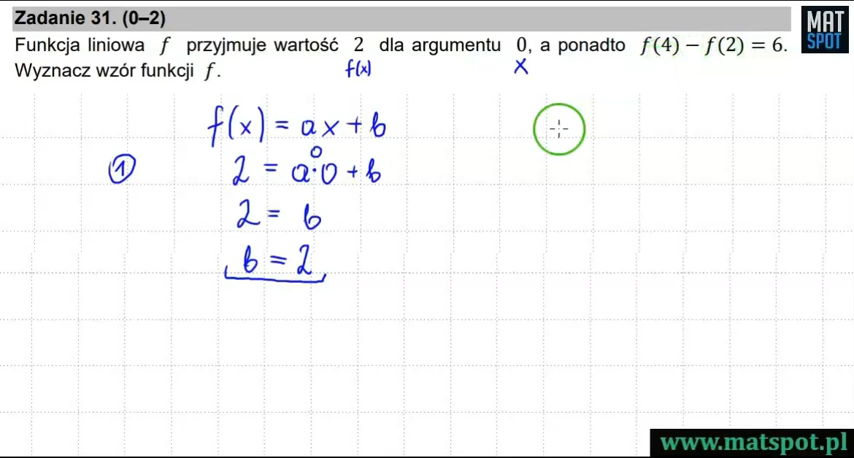 Zadanie 31. (0–2)
MAT
SPOT
Funkcja liniowa f przyjmuje wartość 2 dla argumentu 0, a ponadto f(4) − f(2) = 6.
Wyznacz wzór funkcji f.
f(x)
x
f(x) = ax + b
① 2 = a·0 + b
0
2 = b
b = 2
www.matspot.pl